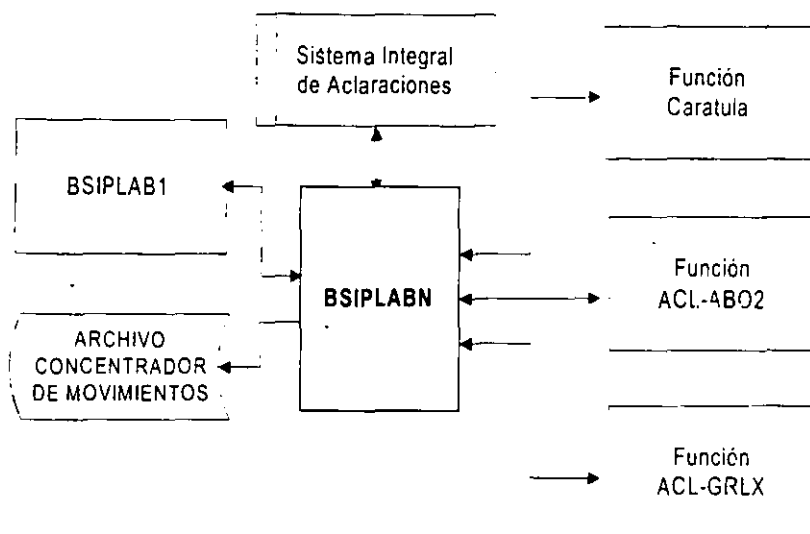 Sistema Integral
de Aclaraciones
Función
Caratula
BSIPLAB1
BSIPLABN
Función
ACL-ABO2
ARCHIVO
CONCENTRADOR
DE MOVIMIENTOS
Función
ACL-GRLX